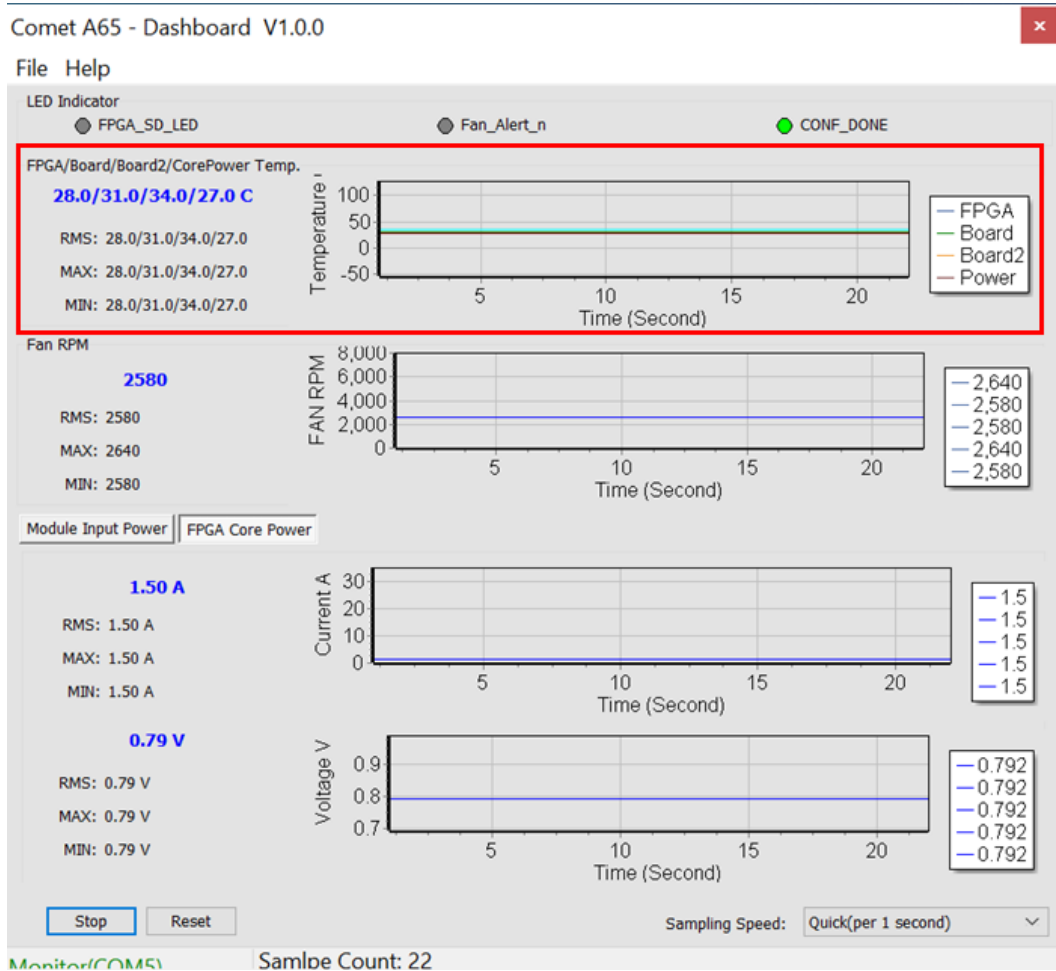 Comet A65 - Dashboard V1.0.0
×
File Help
LED Indicator
FPGA_SD_LED
Fan_Alert_n
CONF_DONE
FPGA/Board/Board2/CorePower Temp.
28.0/31.0/34.0/27.0 C
RMS: 28.0/31.0/34.0/27.0
MAX: 28.0/31.0/34.0/27.0
MIN: 28.0/31.0/34.0/27.0
Temperature
100
50
0
-50
5 10 15 20
Time (Second)
FPGA
Board
Board2
Power
Fan RPM
2580
RMS: 2580
MAX: 2640
MIN: 2580
FAN RPM
8,000
6,000
4,000
2,000
0
5 10 15 20
Time (Second)
2,640
2,580
2,580
2,640
2,580
Module Input Power FPGA Core Power
1.50 A
RMS: 1.50 A
MAX: 1.50 A
MIN: 1.50 A
Current A
30
20
10
0
5 10 15 20
Time (Second)
1.5
1.5
1.5
1.5
1.5
0.79 V
RMS: 0.79 V
MAX: 0.79 V
MIN: 0.79 V
Voltage V
0.9
0.8
0.7
5 10 15 20
Time (Second)
0.792
0.792
0.792
0.792
0.792
Stop Reset
Sampling Speed: Quick(per 1 second)
Monitor(COM5) Samlpe Count: 22